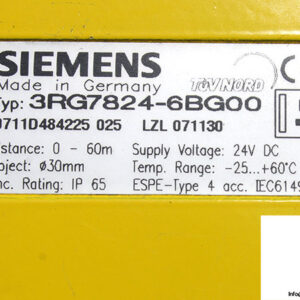 SIEMENS
Made in Germany
TÜV NORD
Typ: 3RG7824-6BG00
0711D484225 025 LZL 071130
istance: 0 - 60m Supply Voltage: 24V DC
bject: ø30mm Temp. Range: -25...+60°C
nc. Rating: IP 65 ESPE-Type 4 acc. IEC6149